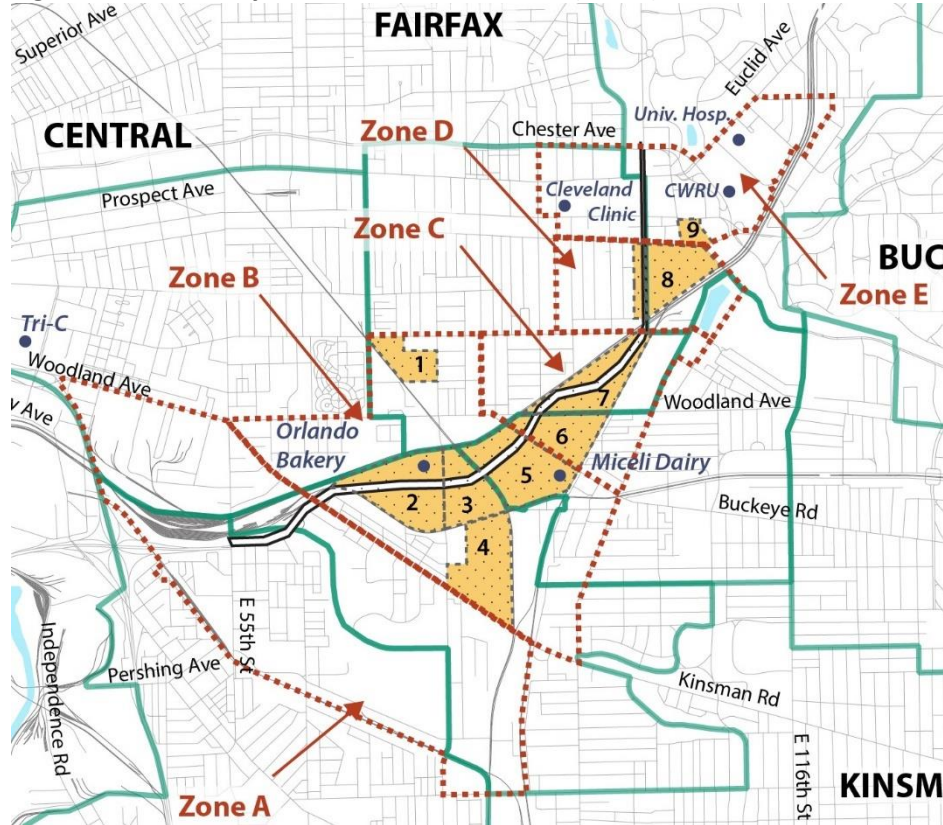 FAIRFAX
Superior Ave
Euclid Ave
Univ. Hosp.
Chester Ave
Zone D
CENTRAL
Prospect Ave
Cleveland
Clinic
CWRU
Zone C
9
BUC
Zone B
8
Zone E
Tri-C
Woodland Ave
1
7
Woodland Ave
y Ave
Orlando
Bakery
6
Miceli Dairy
5
2
3
Buckeye Rd
4
E 55th St
Independence Rd
Pershing Ave
Kinsman Rd
E 116th St
Zone A
KINSM